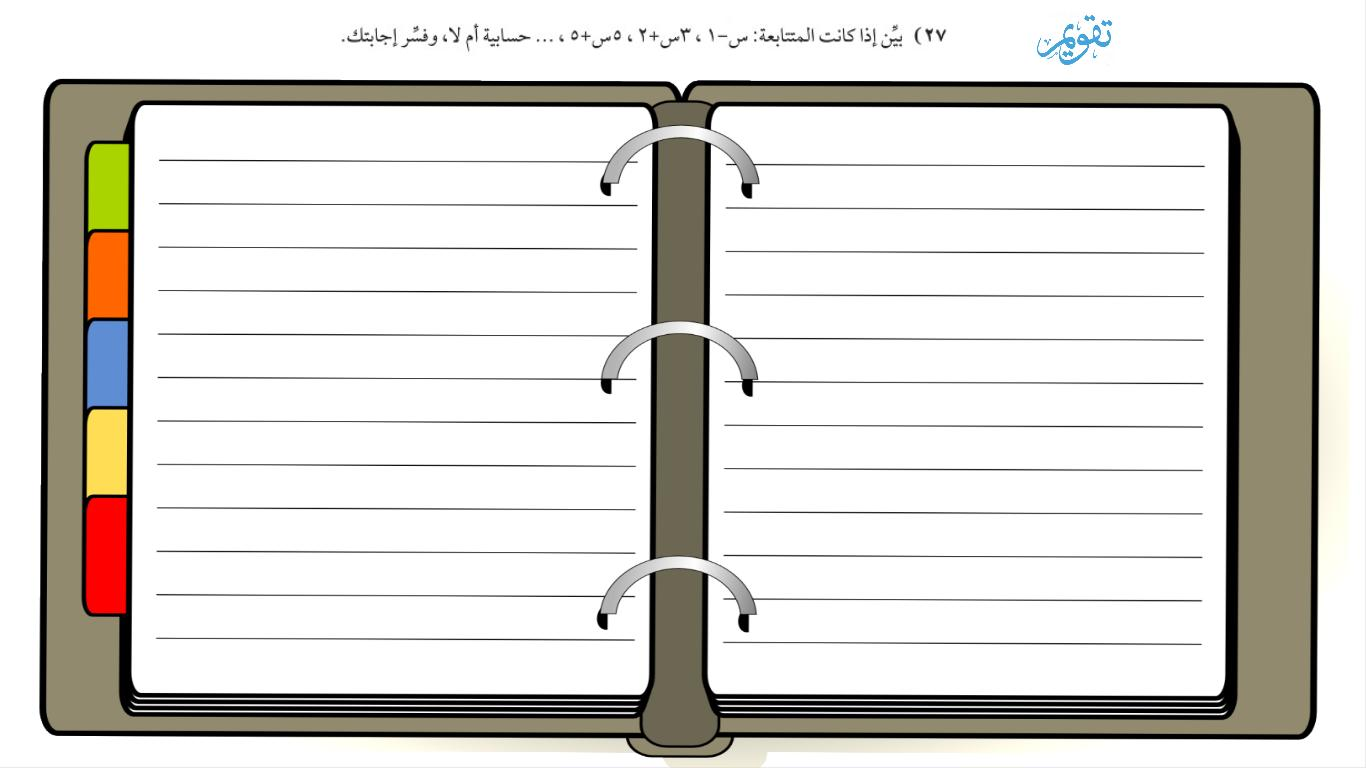 تقويم
٢٧) بيِّن إذا كانت المتتابعة: س-١ ، ٣س+٢ ، ٥س+٥ ، ... حسابية أم لا، وفسِّر إجابتك.